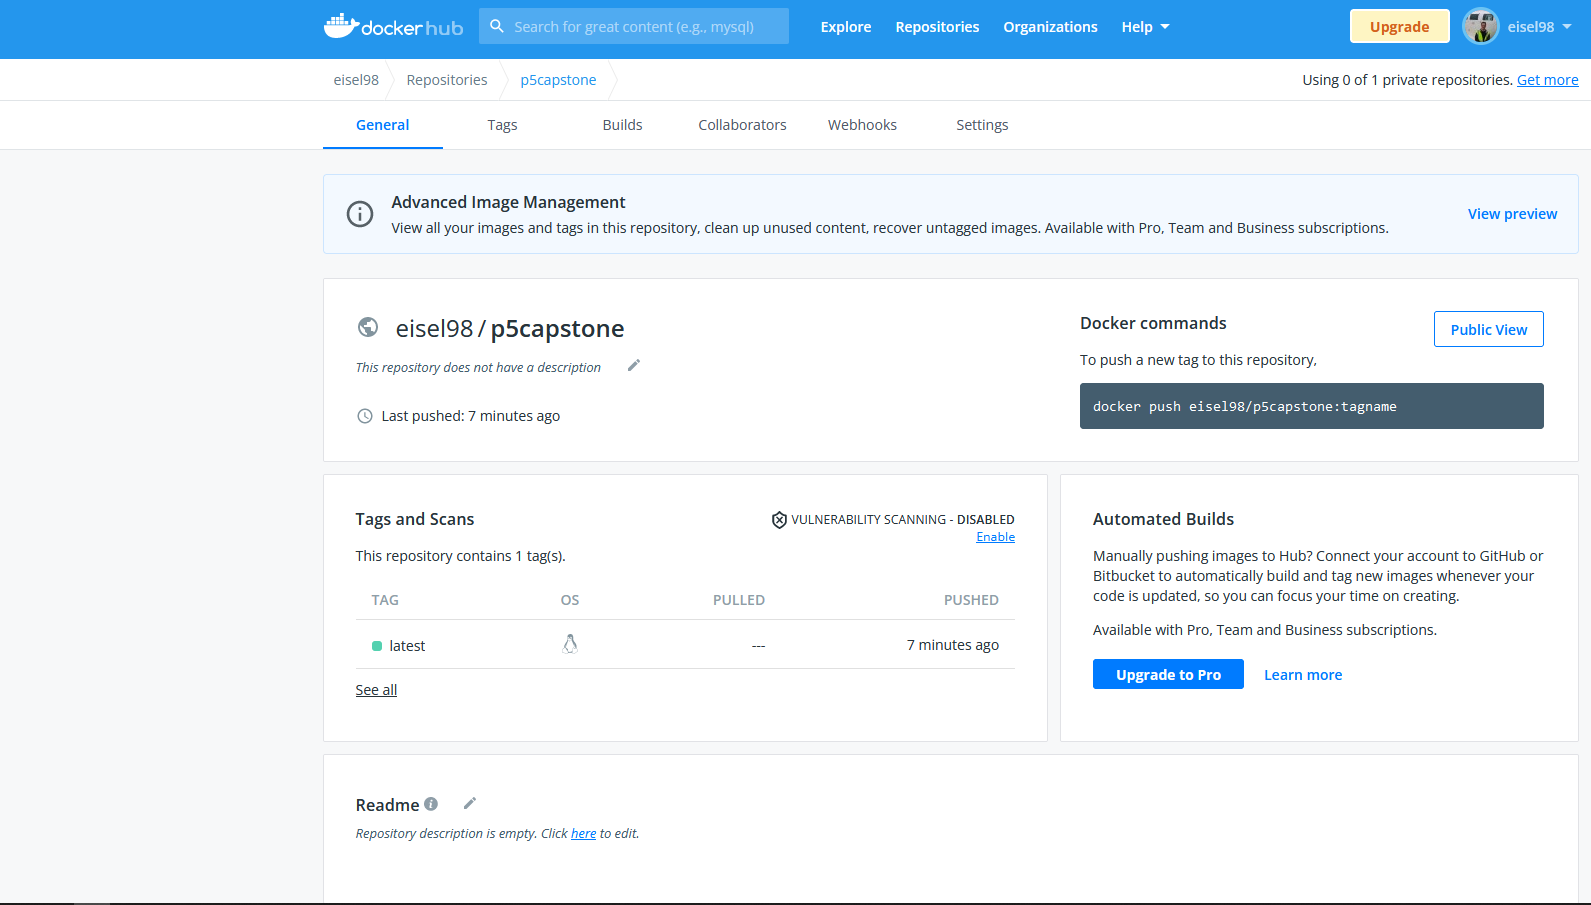 docker hub
Search for great content (e.g., mysql)
Explore
Repositories
Organizations
Help
Upgrade
eisel98
eisel98
Repositories
p5capstone
Using 0 of 1 private repositories. Get more
General
Tags
Builds
Collaborators
Webhooks
Settings
Advanced Image Management
View all your images and tags in this repository, clean up unused content, recover untagged images. Available with Pro, Team and Business subscriptions.
View preview
eisel98 / p5capstone
This repository does not have a description
Last pushed: 7 minutes ago
Docker commands
Public View
To push a new tag to this repository,
docker push eisel98/p5capstone:tagname
Tags and Scans
VULNERABILITY SCANNING - DISABLED
Enable
This repository contains 1 tag(s).
TAG OS PULLED PUSHED
latest --- 7 minutes ago
See all
Automated Builds
Manually pushing images to Hub? Connect your account to GitHub or
Bitbucket to automatically build and tag new images whenever your
code is updated, so you can focus your time on creating.
Available with Pro, Team and Business subscriptions.
Upgrade to Pro
Learn more
Readme
Repository description is empty. Click here to edit.